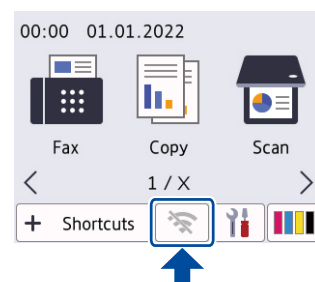 00:00 01.01.2022
Fax Copy Scan
< 1 / X >
+ Shortcuts